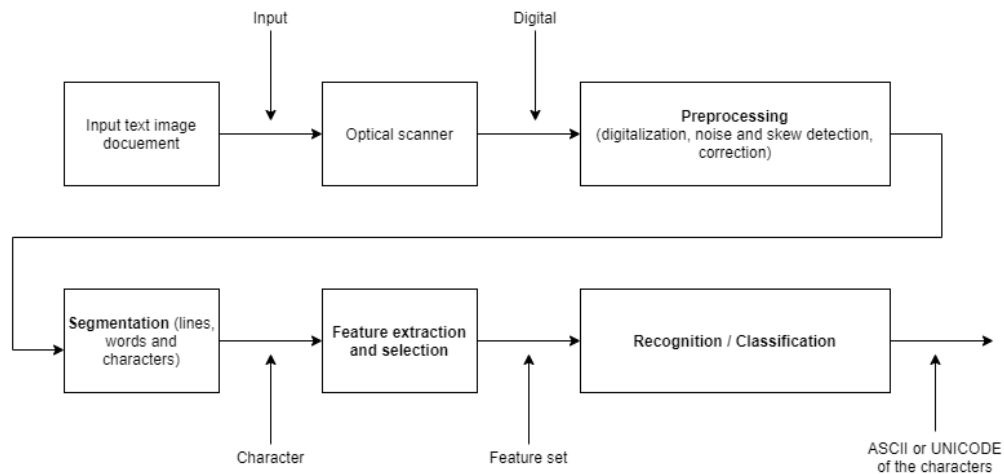 Input
Digital
Input text image
docuement
Optical scanner
Preprocessing
(digitalization, noise and skew detection,
correction)
Segmentation (lines,
words and
characters)
Feature extraction
and selection
Recognition / Classification
Character
Feature set
ASCII or UNICODE
of the characters